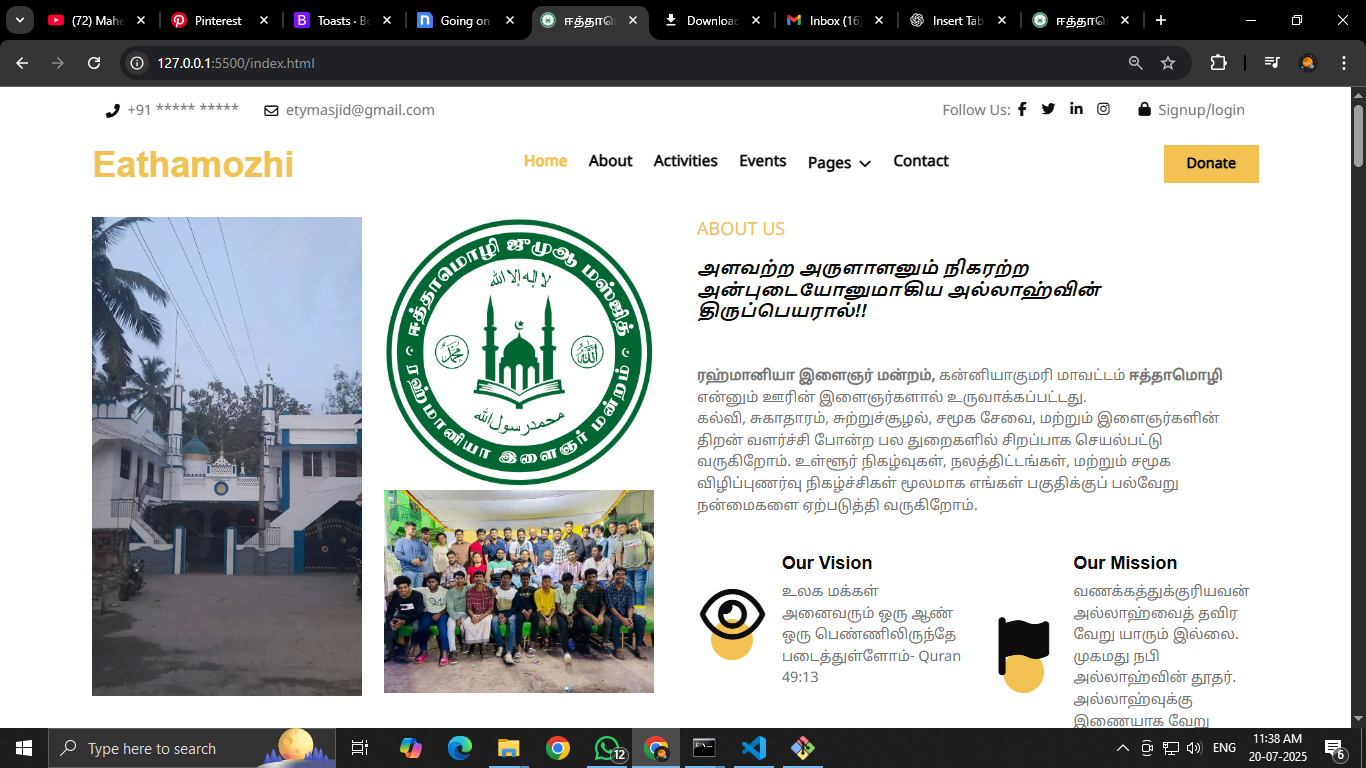 (72) Mahe
Pinterest
Toasts · Bo
Going on
ஈத்தாமொ
Downloac
Inbox (16)
Insert Tab
ஈத்தாமொ
127.0.0.1:5500/index.html
+91 ***** *****
etymasjid@gmail.com
Follow Us:
Signup/login
Eathamozhi
Home
About
Activities
Events
Pages
Contact
Donate
ஈத்தாமொழி ஜுமுஆ மஸ்ஜித்
لا إله إلا الله
محمد
الله
محمد رسول الله
ரஹ்மானியா இளைஞர் மன்றம்
ABOUT US
அளவற்ற அருளாளனும் நிகரற்ற
அன்புடையோனுமாகிய அல்லாஹ்வின்
திருப்பெயரால்!!
ரஹ்மானியா இளைஞர் மன்றம், கன்னியாகுமரி மாவட்டம் ஈத்தாமொழி
என்னும் ஊரின் இளைஞர்களால் உருவாக்கப்பட்டது.
கல்வி, சுகாதாரம், சுற்றுச்சூழல், சமூக சேவை, மற்றும் இளைஞர்களின்
திறன் வளர்ச்சி போன்ற பல துறைகளில் சிறப்பாக செயல்பட்டு
வருகிறோம். உள்ளூர் நிகழ்வுகள், நலத்திட்டங்கள், மற்றும் சமூக
விழிப்புணர்வு நிகழ்ச்சிகள் மூலமாக எங்கள் பகுதிக்குப் பல்வேறு
நன்மைகளை ஏற்படுத்தி வருகிறோம்.
Our Vision
உலக மக்கள்
அனைவரும் ஒரு ஆண்
ஒரு பெண்ணிலிருந்தே
படைத்துள்ளோம்- Quran
49:13
Our Mission
வணக்கத்துக்குரியவன்
அல்லாஹ்வைத் தவிர
வேறு யாரும் இல்லை.
முகமது நபி
அல்லாஹ்வின் தூதர்.
அல்லாஹ்வுக்கு
இணையாக வேறு
Type here to search
12
ENG
11:38 AM
20-07-2025
6